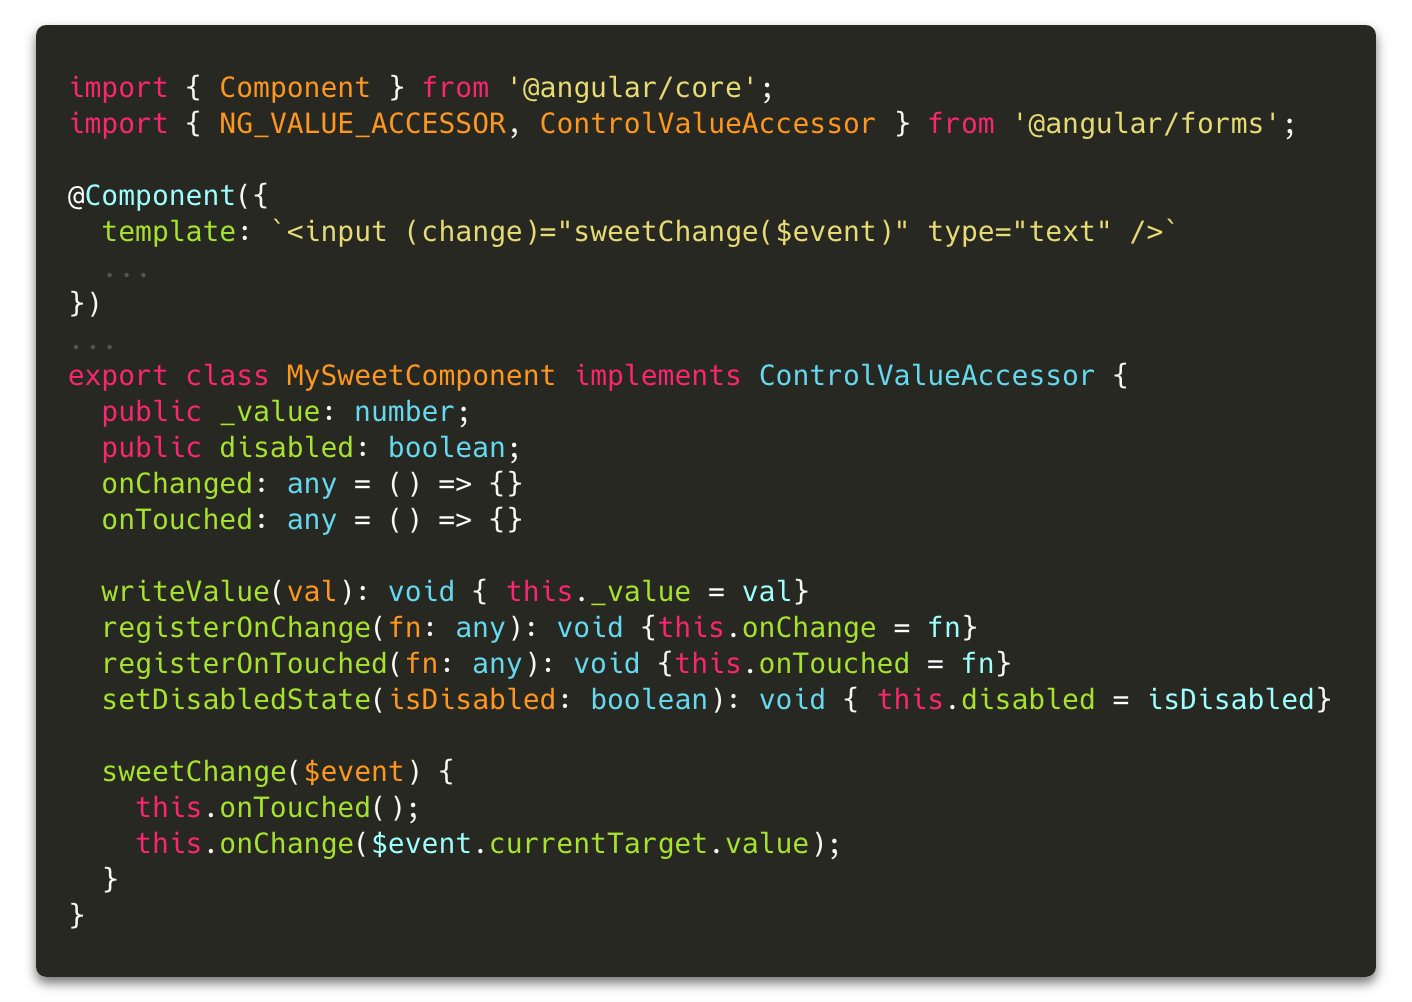 import { Component } from '@angular/core';
import { NG_VALUE_ACCESSOR, ControlValueAccessor } from '@angular/forms';
@Component({
  template: `<input (change)="sweetChange($event)" type="text" />`
  ...
})
...
export class MySweetComponent implements ControlValueAccessor {
  public _value: number;
  public disabled: boolean;
  onChanged: any = () => {}
  onTouched: any = () => {}
  writeValue(val): void { this._value = val}
  registerOnChange(fn: any): void {this.onChange = fn}
  registerOnTouched(fn: any): void {this.onTouched = fn}
  setDisabledState(isDisabled: boolean): void { this.disabled = isDisabled}
  sweetChange($event) {
    this.onTouched();
    this.onChange($event.currentTarget.value);
  }
}